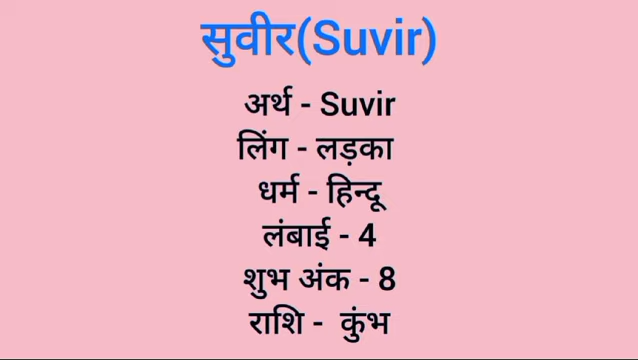 सुवीर(Suvir)
अर्थ - Suvir
लिंग - लड़का
धर्म - हिन्दू
लंबाई - 4
शुभ अंक - 8
राशि - कुंभ